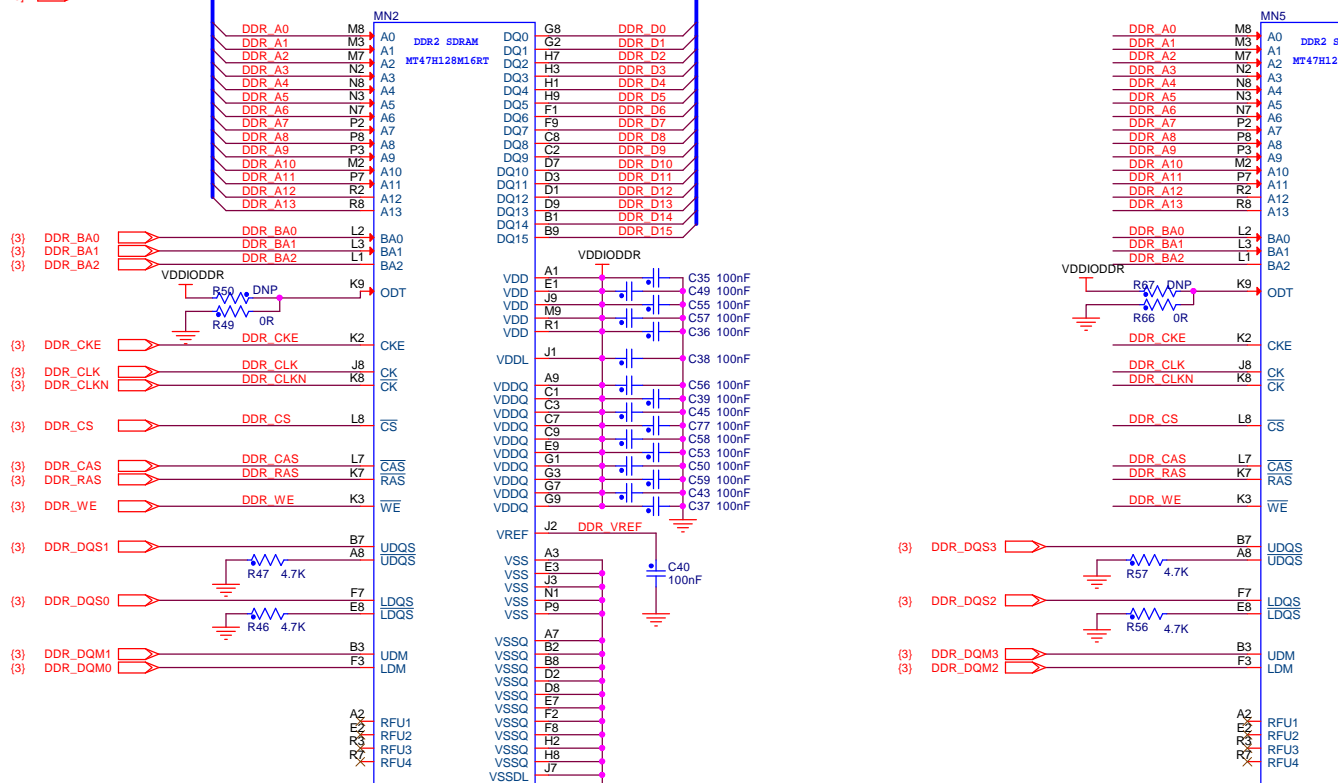 MN2 MN5
DDR_A0 M8 A0 DDR2 SDRAM DQ0 G8 DDR_D0 DDR_A0 M8 A0 DDR2 S
DDR_A1 M3 A1 DQ1 G2 DDR_D1 DDR_A1 M3 A1
DDR_A2 M7 A2 MT47H128M16RT DQ2 H7 DDR_D2 DDR_A2 M7 A2 MT47H12
DDR_A3 N2 A3 DQ3 H3 DDR_D3 DDR_A3 N2 A3
DDR_A4 N8 A4 DQ4 H1 DDR_D4 DDR_A4 N8 A4
DDR_A5 N3 A5 DQ5 H9 DDR_D5 DDR_A5 N3 A5
DDR_A6 N7 A6 DQ6 F1 DDR_D6 DDR_A6 N7 A6
DDR_A7 P2 A7 DQ7 F9 DDR_D7 DDR_A7 P2 A7
DDR_A8 P8 A8 DQ8 C8 DDR_D8 DDR_A8 P8 A8
DDR_A9 P3 A9 DQ9 C2 DDR_D9 DDR_A9 P3 A9
DDR_A10 M2 A10 DQ10 D7 DDR_D10 DDR_A10 M2 A10
DDR_A11 P7 A11 DQ11 D3 DDR_D11 DDR_A11 P7 A11
DDR_A12 R2 A12 DQ12 D1 DDR_D12 DDR_A12 R2 A12
DDR_A13 R8 A13 DQ13 D9 DDR_D13 DDR_A13 R8 A13
DQ14 B1 DDR_D14
{3} DDR_BA0 DDR_BA0 L2 BA0 DQ15 B9 DDR_D15 DDR_BA0 L2 BA0
{3} DDR_BA1 DDR_BA1 L3 BA1 VDDIODDR DDR_BA1 L3 BA1
{3} DDR_BA2 DDR_BA2 L1 BA2 DDR_BA2 L1 BA2
VDDIODDR VDD A1 C35 100nF VDDIODDR
R50 DNP K9 ODT VDD E1 C49 100nF R67 DNP K9 ODT
VDD J9 C55 100nF
R49 0R VDD M9 C57 100nF R66 0R
VDD R1 C36 100nF
{3} DDR_CKE DDR_CKE K2 CKE DDR_CKE K2 CKE
VDDL J1 C38 100nF
{3} DDR_CLK DDR_CLK J8 CK DDR_CLK J8 CK
{3} DDR_CLKN DDR_CLKN K8 CK VDDQ A9 C56 100nF DDR_CLKN K8 CK
VDDQ C1 C39 100nF
VDDQ C3 C45 100nF
{3} DDR_CS DDR_CS L8 CS VDDQ C7 C77 100nF DDR_CS L8 CS
VDDQ C9 C58 100nF
VDDQ E9 C53 100nF
{3} DDR_CAS DDR_CAS L7 CAS VDDQ G1 C50 100nF DDR_CAS L7 CAS
{3} DDR_RAS DDR_RAS K7 RAS VDDQ G3 C59 100nF DDR_RAS K7 RAS
VDDQ G7 C43 100nF
{3} DDR_WE DDR_WE K3 WE VDDQ G9 C37 100nF DDR_WE K3 WE
VREF J2 DDR_VREF
{3} DDR_DQS1 B7 UDQS {3} DDR_DQS3 B7 UDQS
R47 4.7K A8 UDQS VSS A3 C40 R57 4.7K A8 UDQS
VSS E3 100nF
VSS J3
{3} DDR_DQS0 F7 LDQS VSS N1 {3} DDR_DQS2 F7 LDQS
R46 4.7K E8 LDQS VSS P9 R56 4.7K E8 LDQS
VSSQ A7
{3} DDR_DQM1 B3 UDM VSSQ B2 {3} DDR_DQM3 B3 UDM
{3} DDR_DQM0 F3 LDM VSSQ B8 {3} DDR_DQM2 F3 LDM
VSSQ D2
VSSQ D8
VSSQ E7
A2 RFU1 VSSQ F2 A2 RFU1
E2 RFU2 VSSQ F8 E2 RFU2
R3 RFU3 VSSQ H2 R3 RFU3
R7 RFU4 VSSQ H8 R7 RFU4
VSSDL J7